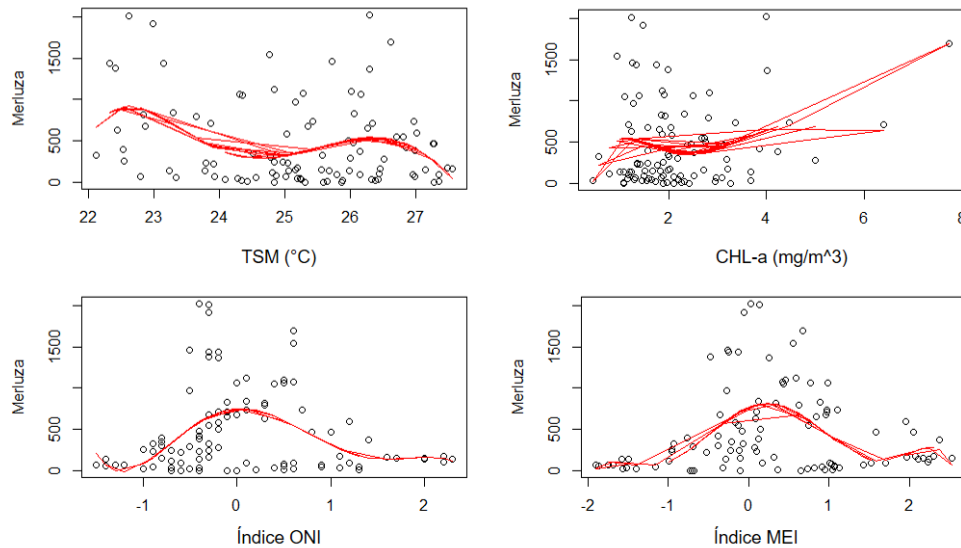 Merluza
0 500 1500
22 23 24 25 26 27
TSM (°C)
Merluza
0 500 1500
2 4 6 8
CHL-a (mg/m^3)
Merluza
0 500 1500
-1 0 1 2
Índice ONI
Merluza
0 500 1500
-2 -1 0 1 2
Índice MEI